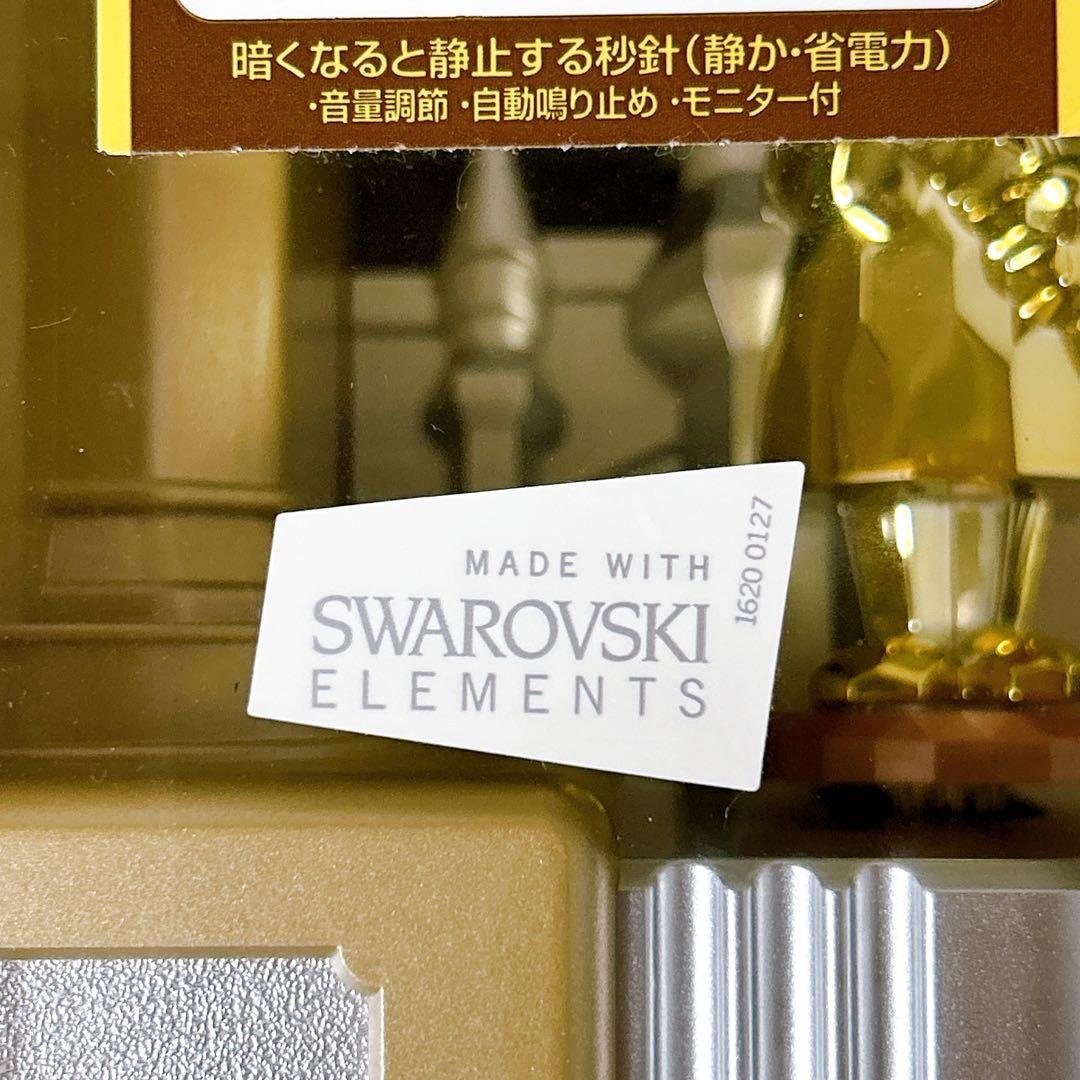 暗くなると静止する秒針(静か・省電力)
・音量調節 ・自動鳴り止め ・モニター付
MADE WITH
SWAROVSKI
ELEMENTS
1620 0127